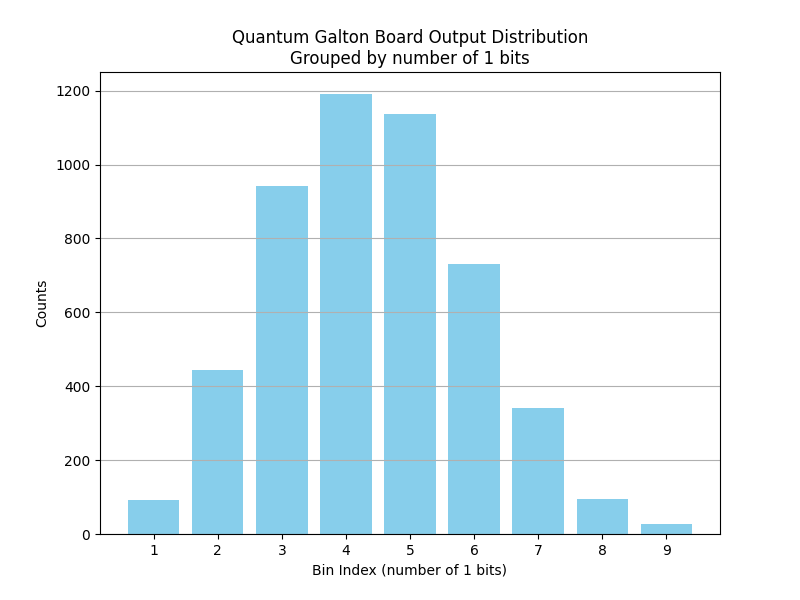 Quantum Galton Board Output Distribution
Grouped by number of 1 bits
1200
1000
800
600
400
200
0
Counts
1 2 3 4 5 6 7 8 9
Bin Index (number of 1 bits)